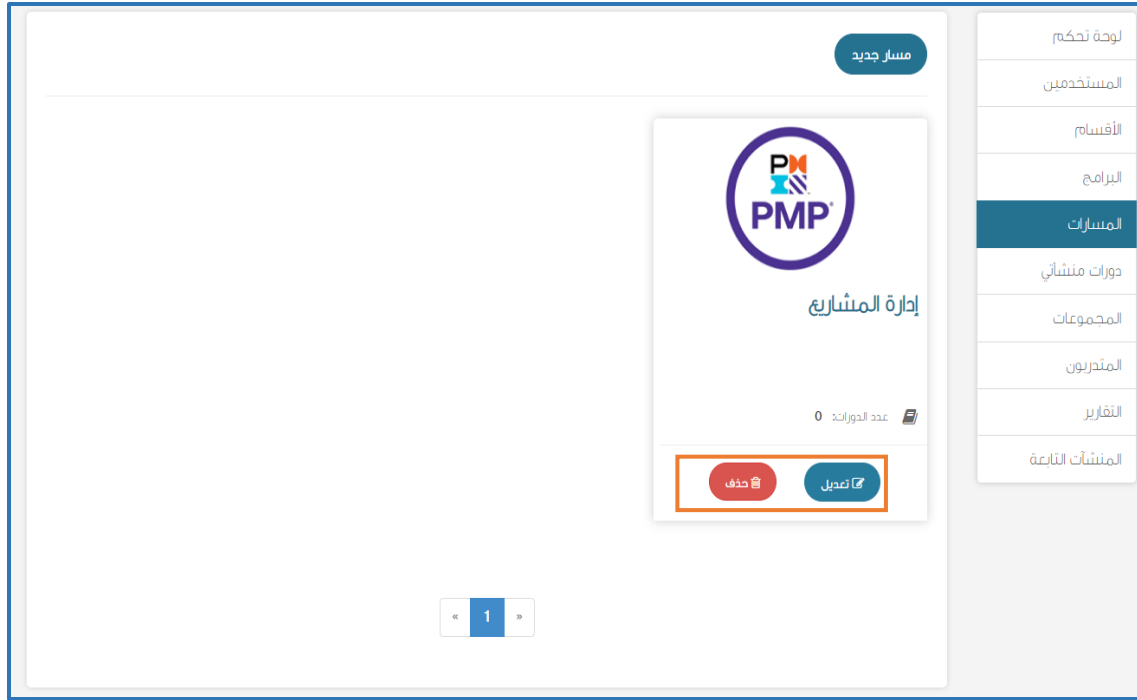 لوحة تحكم
المستخدمين
الأقسام
البرامج
المسارات
دورات منشأتي
المجموعات
المتدربون
التقارير
المنشآت التابعة
مسار جديد
PM
PMP
إدارة المشاريع
عدد الدورات: 0
تعديل
حذف
« 1 »